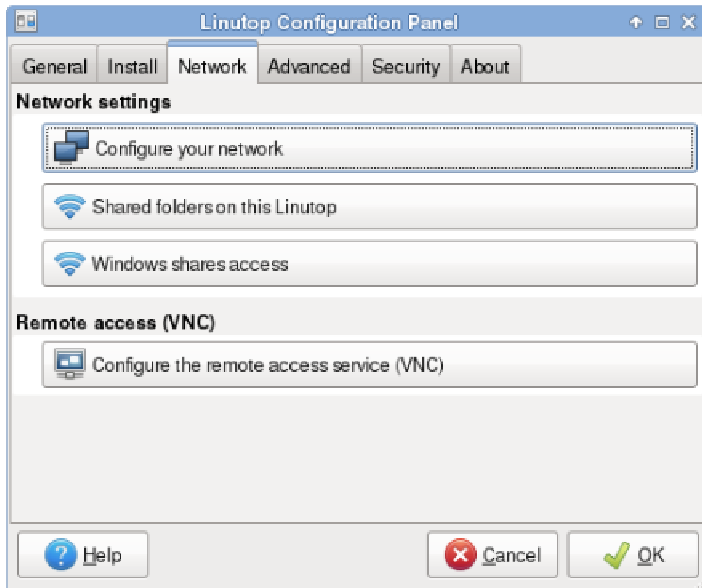 Linutop Configuration Panel
General Install Network Advanced Security About
Network settings
Configure your network
Shared folders on this Linutop
Windows shares access
Remote access (VNC)
Configure the remote access service (VNC)
Help Cancel OK